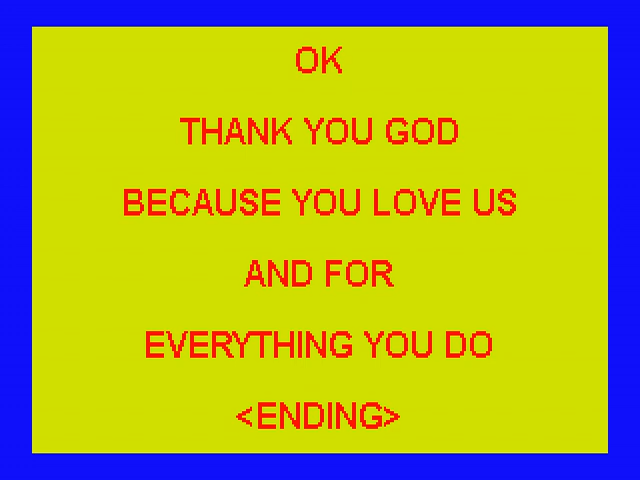 OK
THANK YOU GOD
BECAUSE YOU LOVE US
AND FOR
EVERYTHING YOU DO
<ENDING>